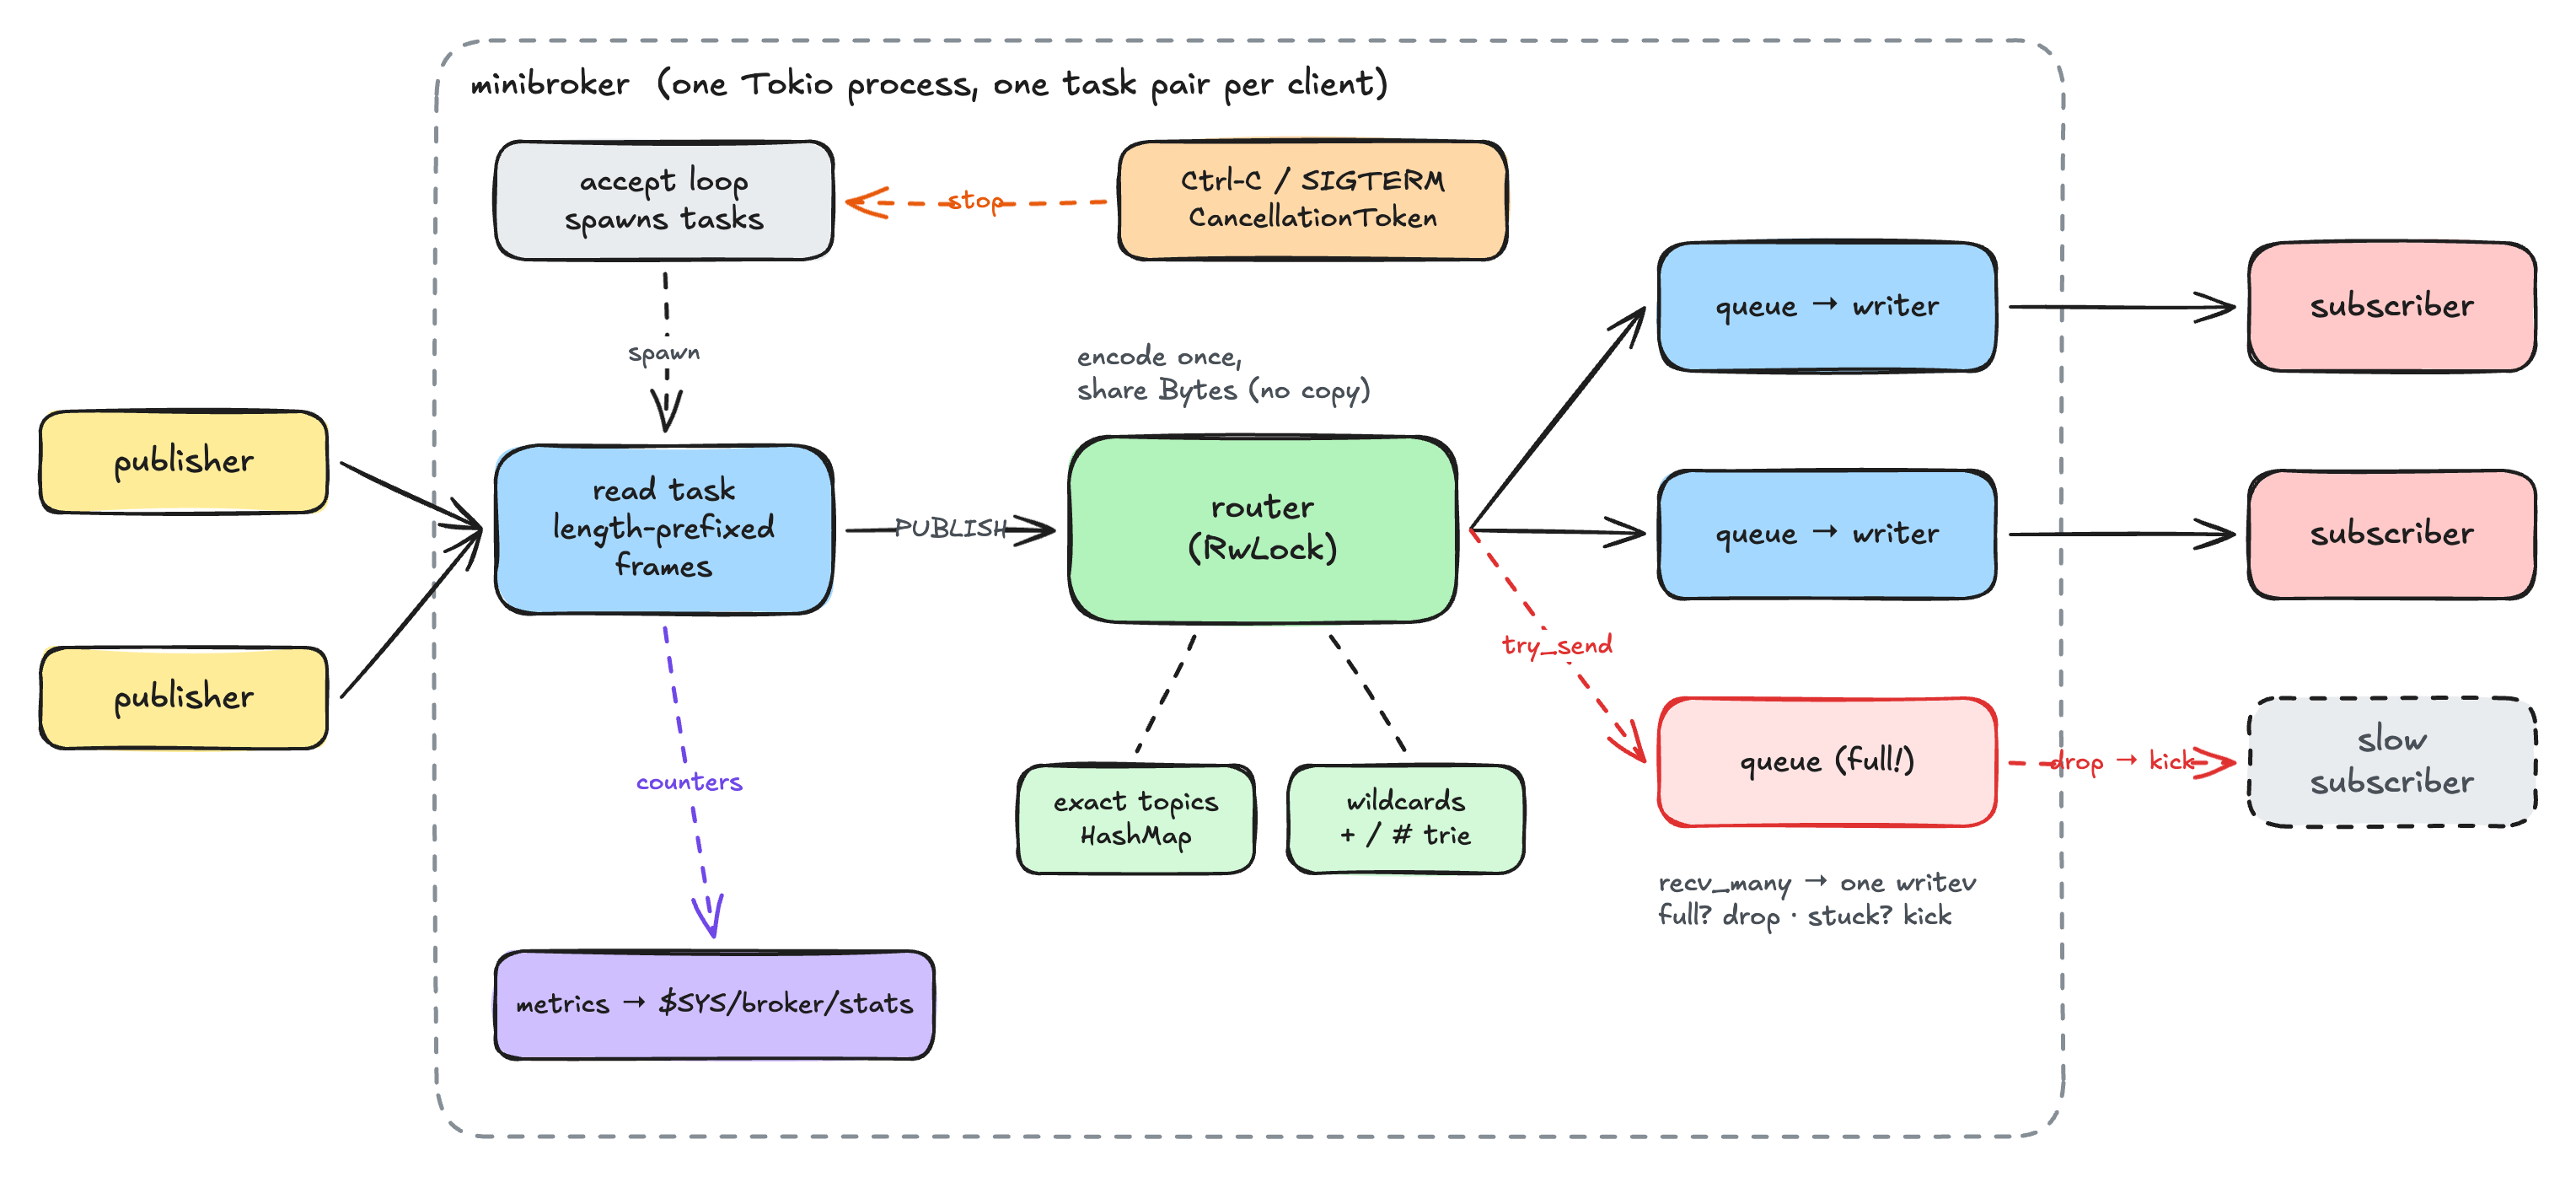 minibroker (one Tokio process, one task pair per client)
accept loop
spawns tasks
stop
Ctrl-C / SIGTERM
CancellationToken
spawn
encode once,
share Bytes (no copy)
queue → writer
subscriber
publisher
read task
length-prefixed
frames
PUBLISH
router
(RwLock)
queue → writer
subscriber
try_send
publisher
counters
exact topics
HashMap
wildcards
+ / # trie
queue (full!)
drop → kick
slow
subscriber
recv_many → one writev
full? drop · stuck? kick
metrics → $SYS/broker/stats